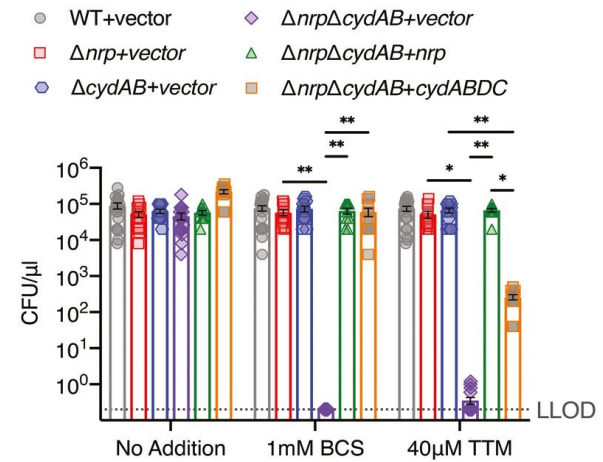 WT+vector
ΔnrpΔcydAB+vector
Δnrp+vector
ΔnrpΔcydAB+nrp
ΔcydAB+vector
ΔnrpΔcydAB+cydABDC
** **
** ** **
** * *
CFU/µl
10⁶
10⁵
10⁴
10³
10²
10¹
10⁰
LLOD
No Addition 1mM BCS 40µM TTM